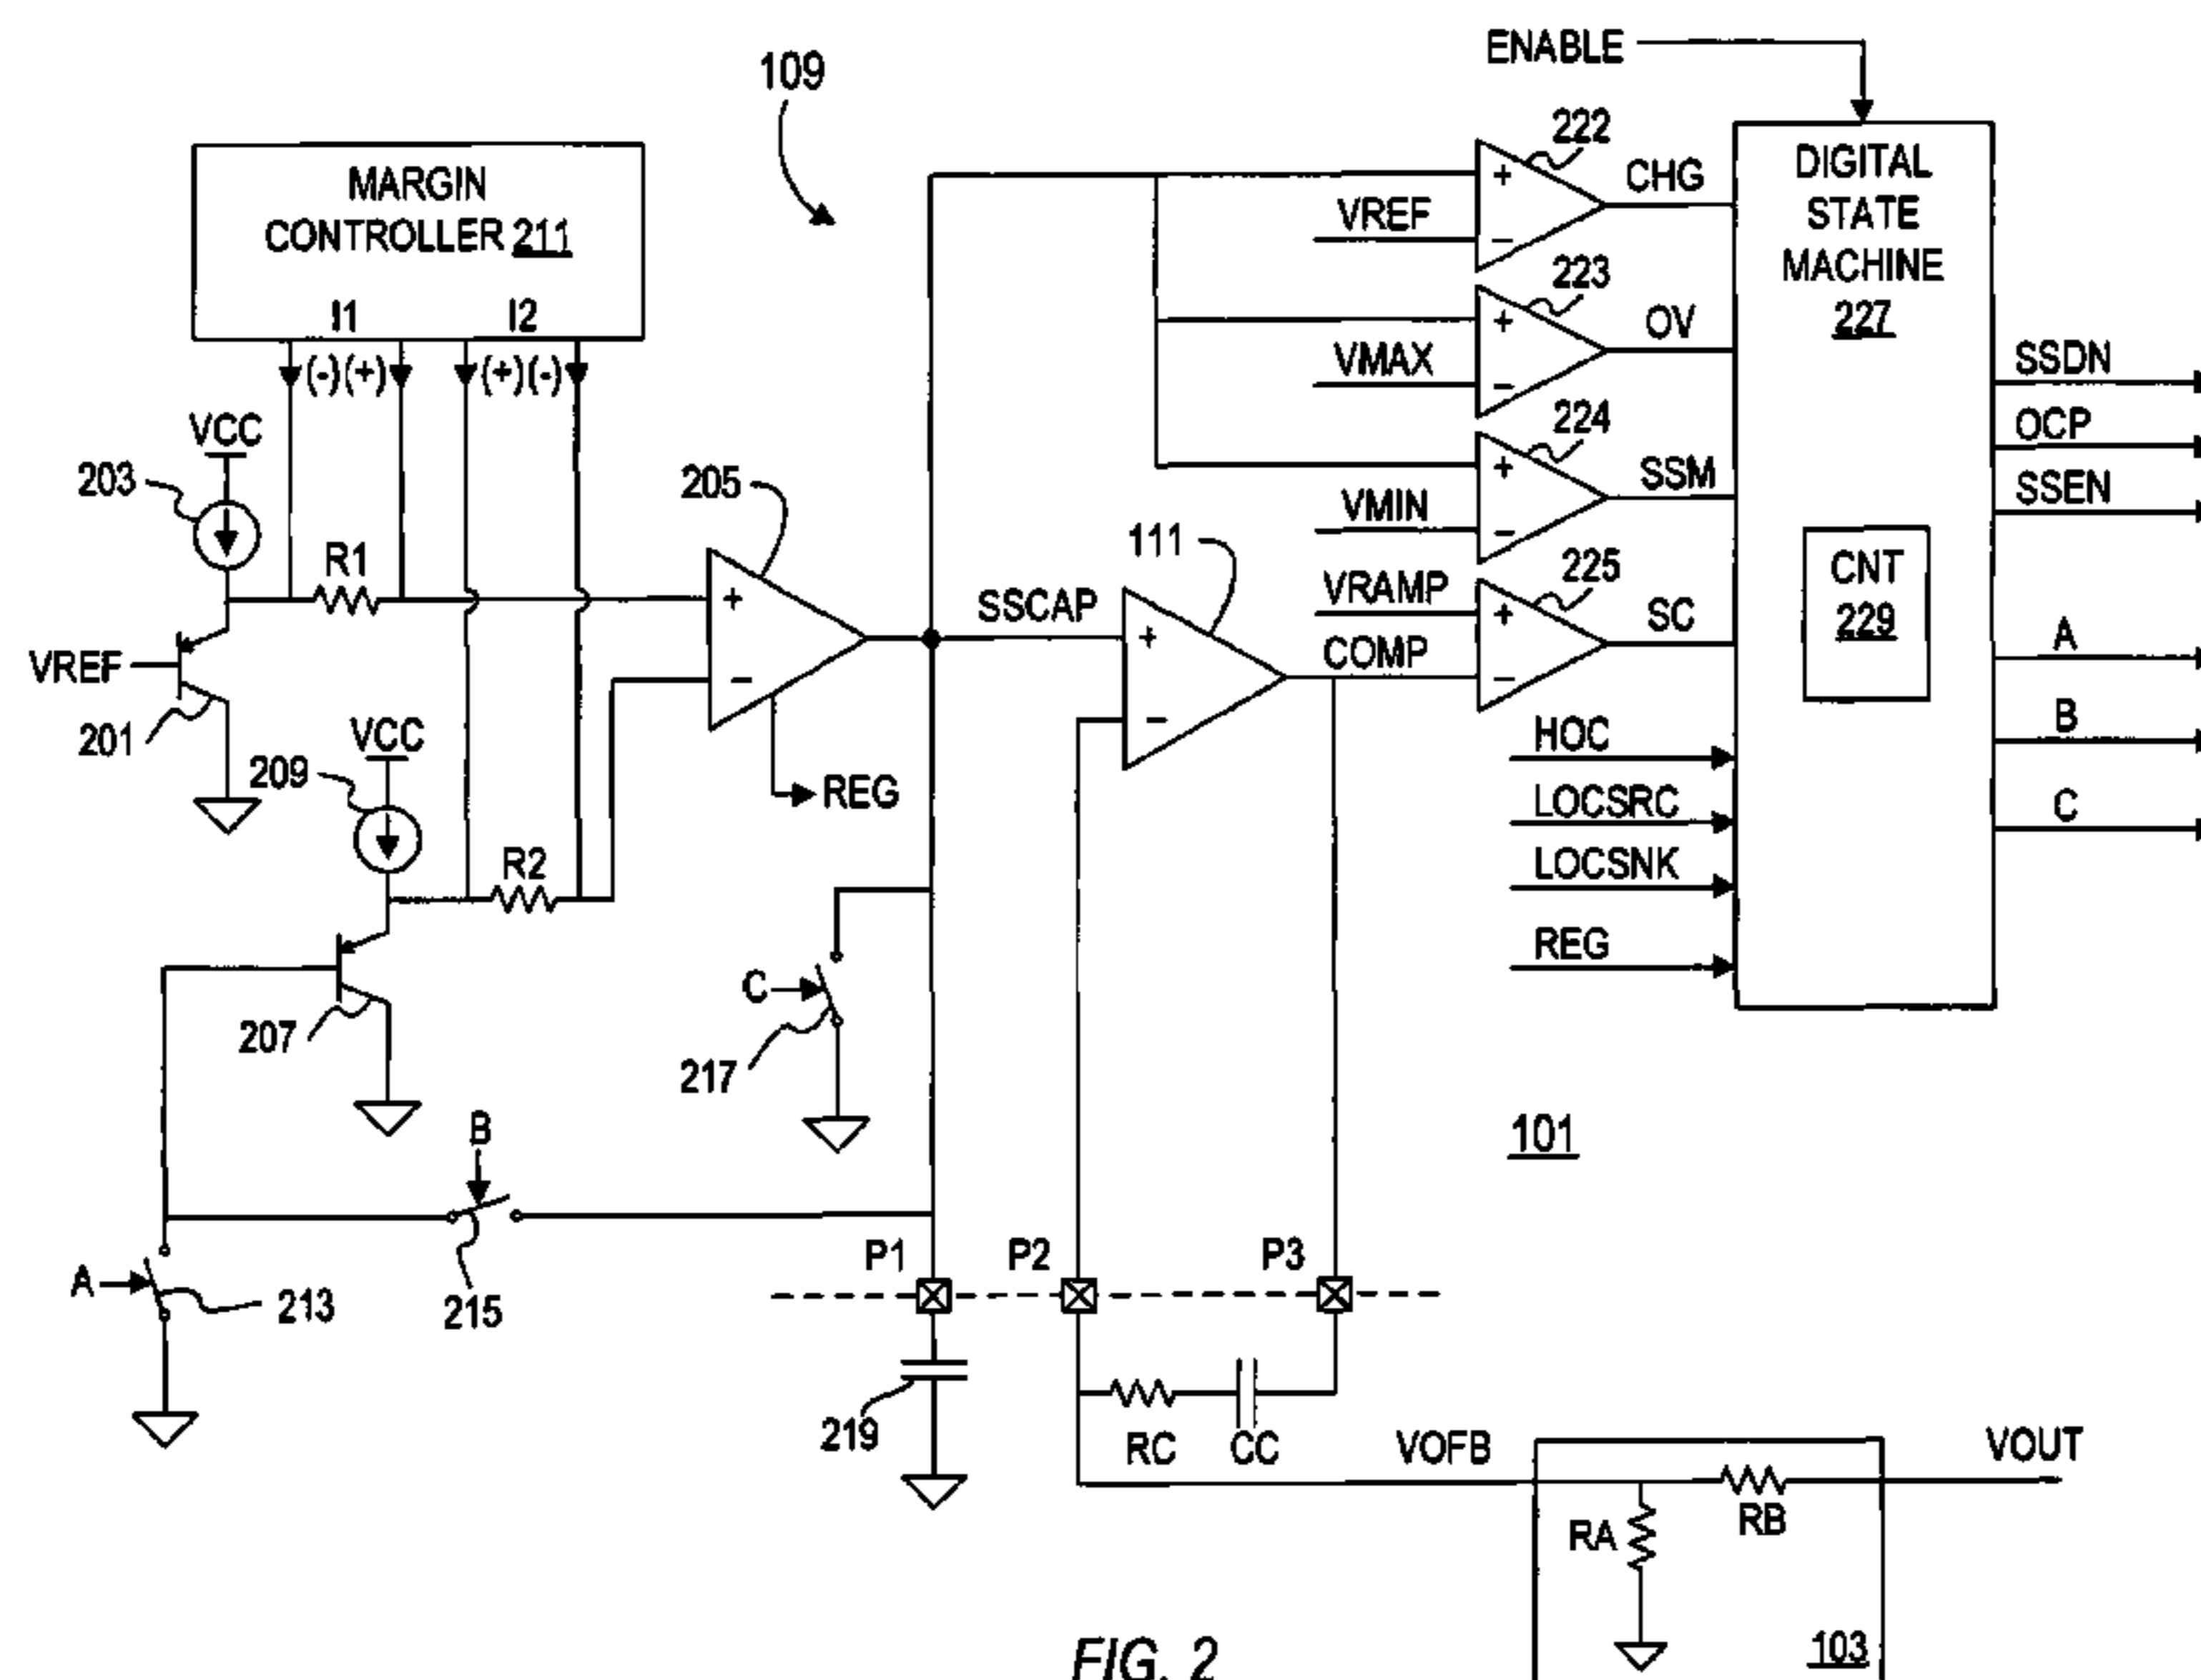 109
ENABLE
MARGIN
CONTROLLER 211
I1
I2
(-)(+)
(+)(-)
VCC
203
R1
VREF
201
VCC
209
R2
207
205
+
-
REG
SSCAP
111
+
-
COMP
222
+
-
VREF
CHG
223
+
-
VMAX
OV
224
+
-
VMIN
SSM
225
+
-
VRAMP
SC
HOC
LOCSRC
LOCSNK
REG
DIGITAL
STATE
MACHINE
227
CNT
229
SSDN
OCP
SSEN
A
B
C
C
217
B
215
A
213
P1
P2
P3
101
219
RC
CC
VOFB
VOUT
RA
RB
103
FIG. 2